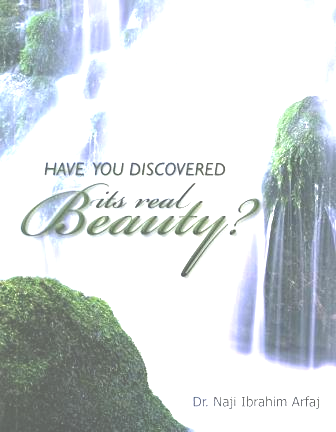 HAVE YOU DISCOVERED
its real
Beauty?
Dr. Naji Ibrahim Arfaj